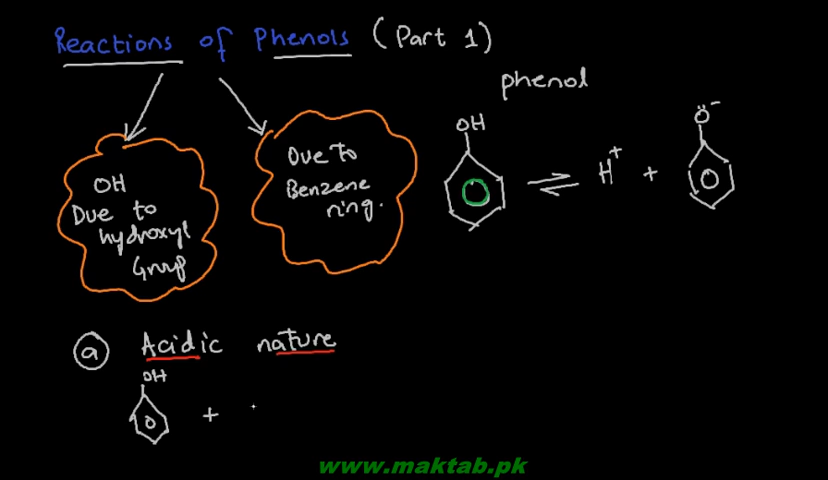 Reactions of Phenols (Part 1)
OH
Due to
hydroxyl
Group
Due to
Benzene
ring.
phenol
OH
⇌ H⁺ + Ö⁻
ⓐ Acidic nature
OH
+
www.maktab.pk